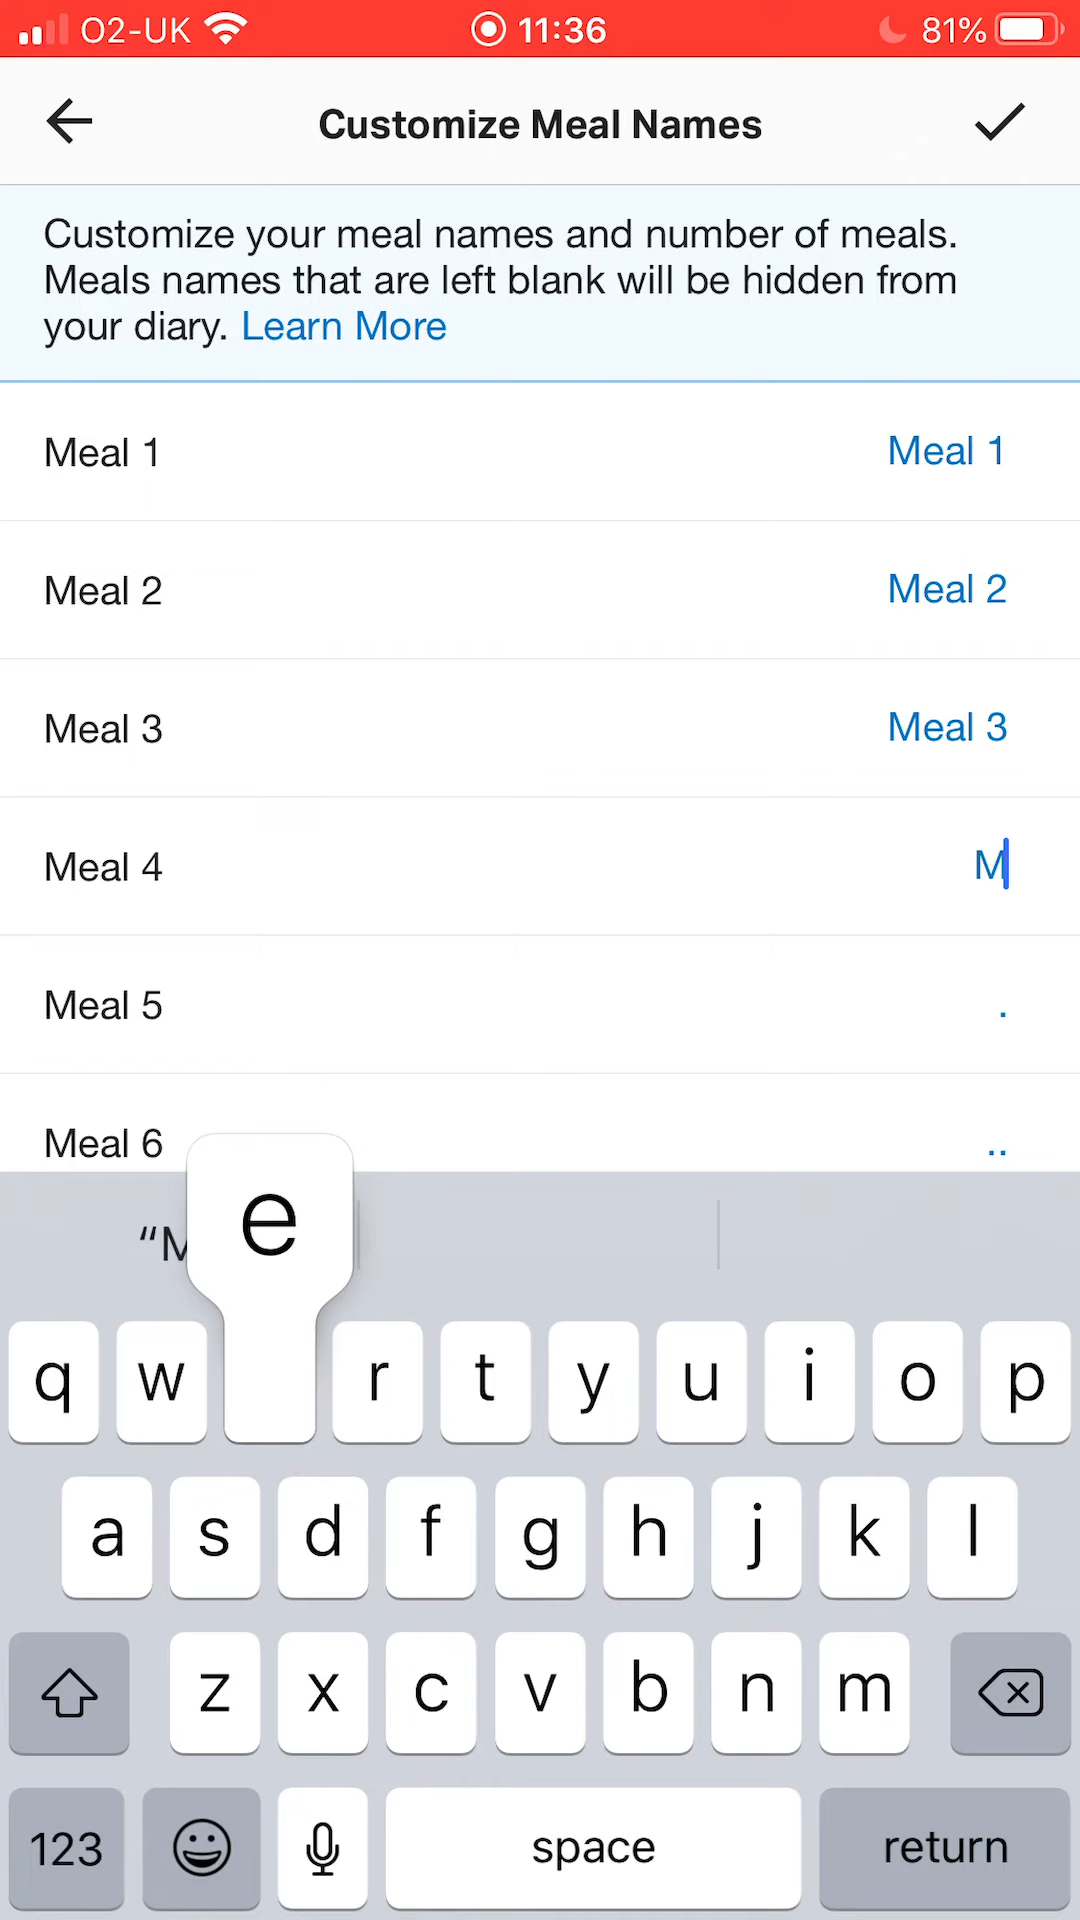 O2-UK 11:36 81%
Customize Meal Names
Customize your meal names and number of meals.
Meals names that are left blank will be hidden from
your diary. Learn More
Meal 1 Meal 1
Meal 2 Meal 2
Meal 3 Meal 3
Meal 4 M
Meal 5 .
Meal 6 ..
“M
e
q w r t y u i o p
a s d f g h j k l
z x c v b n m
123 space return